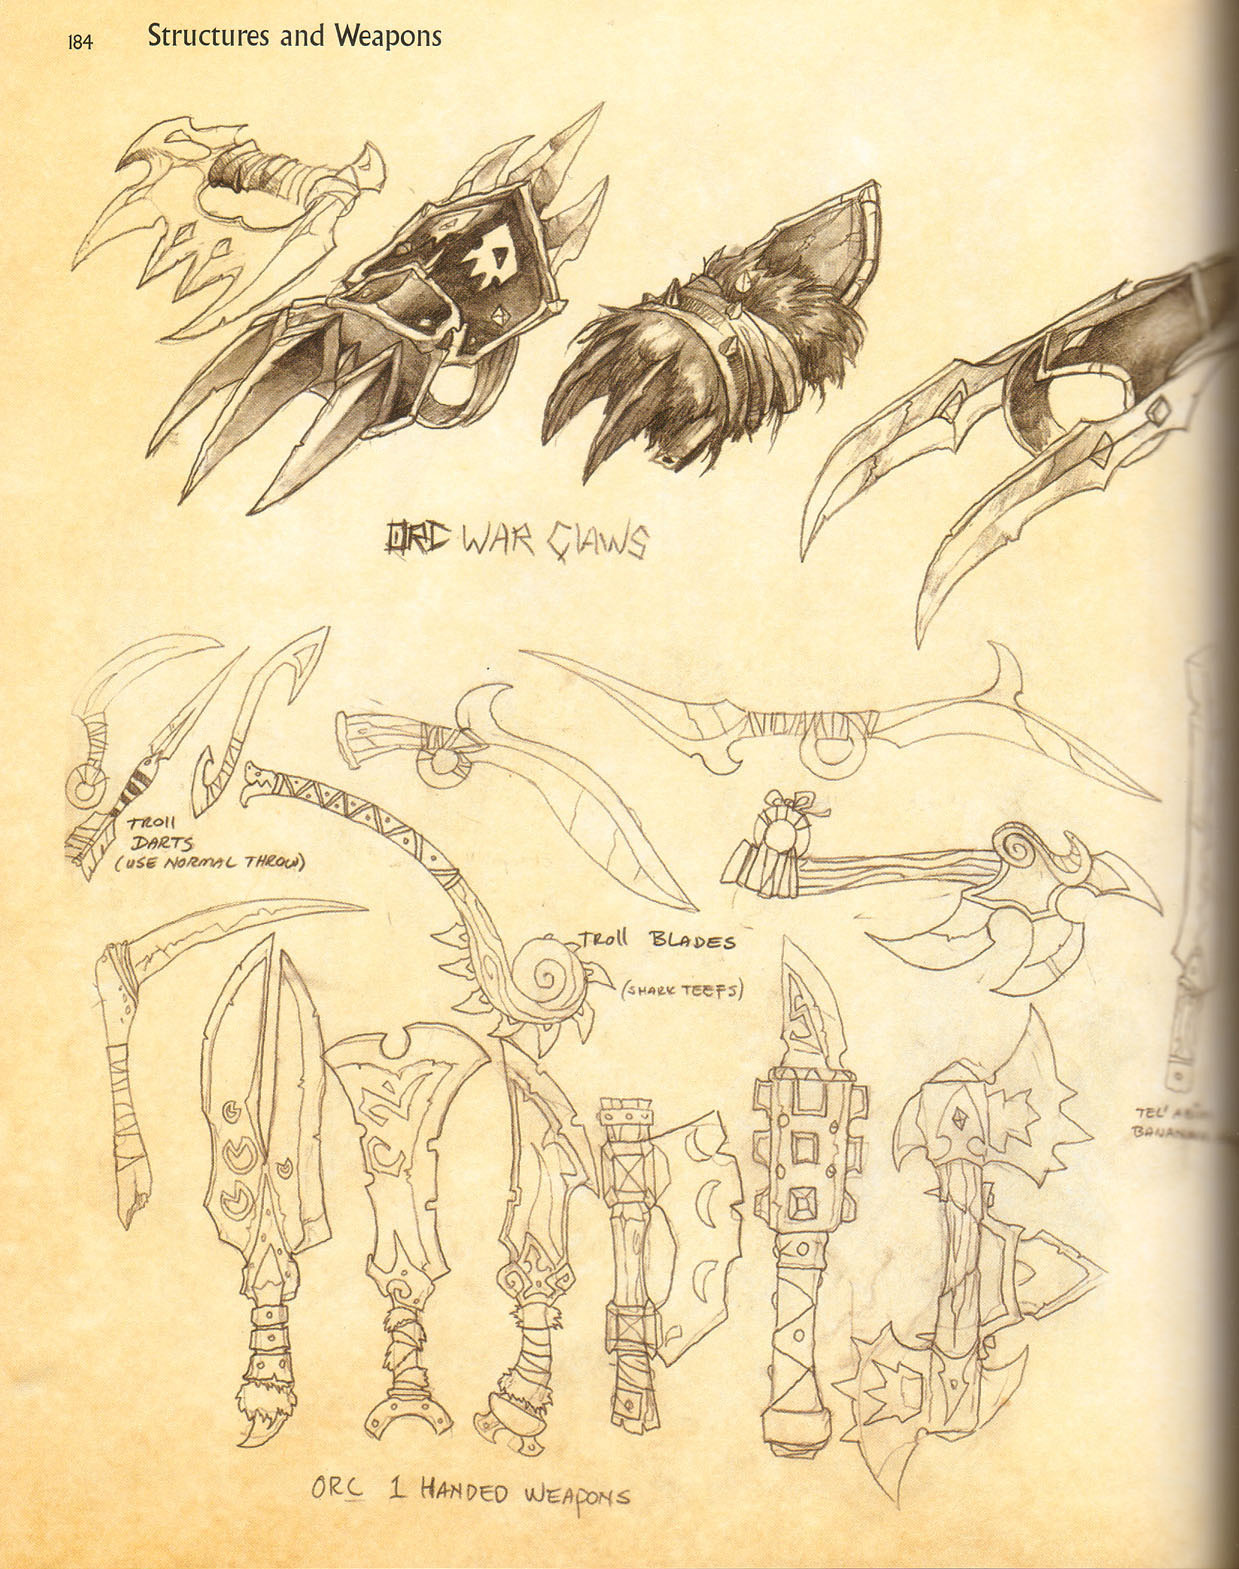 184 Structures and Weapons
ORC WAR CLAWS
TROLL
DARTS
(USE NORMAL THROW)
TROLL BLADES
(SHARK TEEFS)
TEL'
ORC 1 HANDED WEAPONS